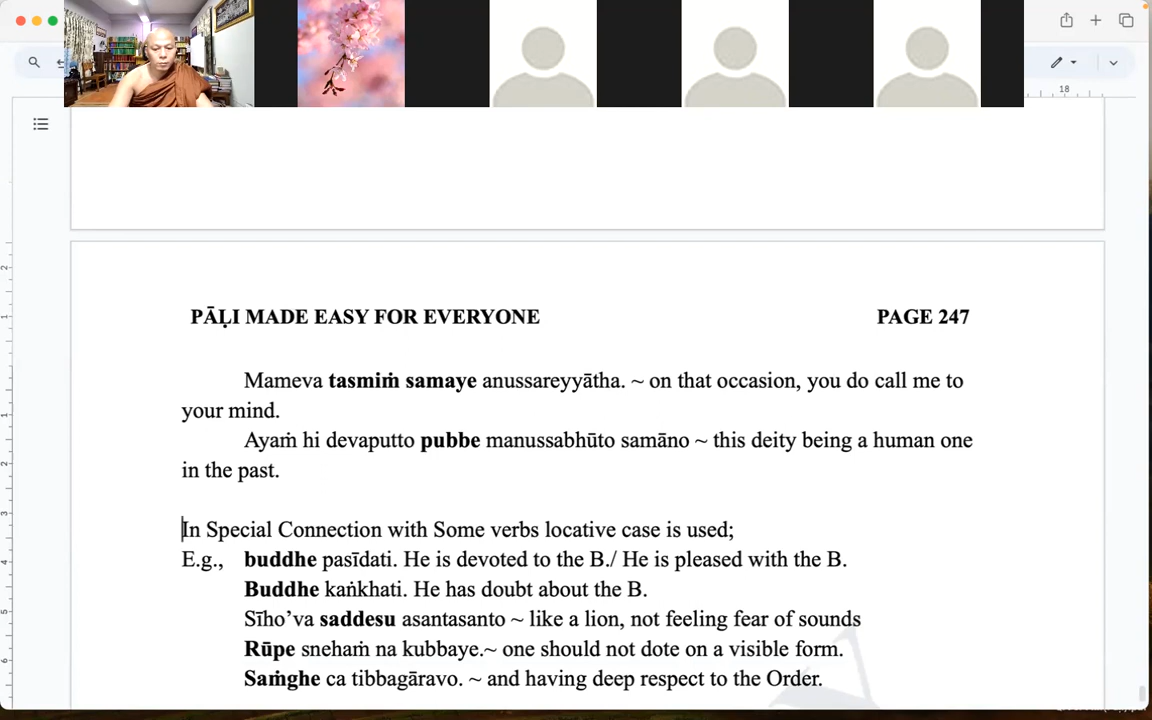 18
PĀḶI MADE EASY FOR EVERYONE PAGE 247
Mameva tasmiṁ samaye anussareyyātha. ~ on that occasion, you do call me to
your mind.
Ayaṁ hi devaputto pubbe manussabhūto samāno ~ this deity being a human one
in the past.
In Special Connection with Some verbs locative case is used;
E.g., buddhe pasīdati. He is devoted to the B./ He is pleased with the B.
Buddhe kaṅkhati. He has doubt about the B.
Sīho’va saddesu asantasanto ~ like a lion, not feeling fear of sounds
Rūpe snehaṁ na kubbaye.~ one should not dote on a visible form.
Saṁghe ca tibbagāravo. ~ and having deep respect to the Order.